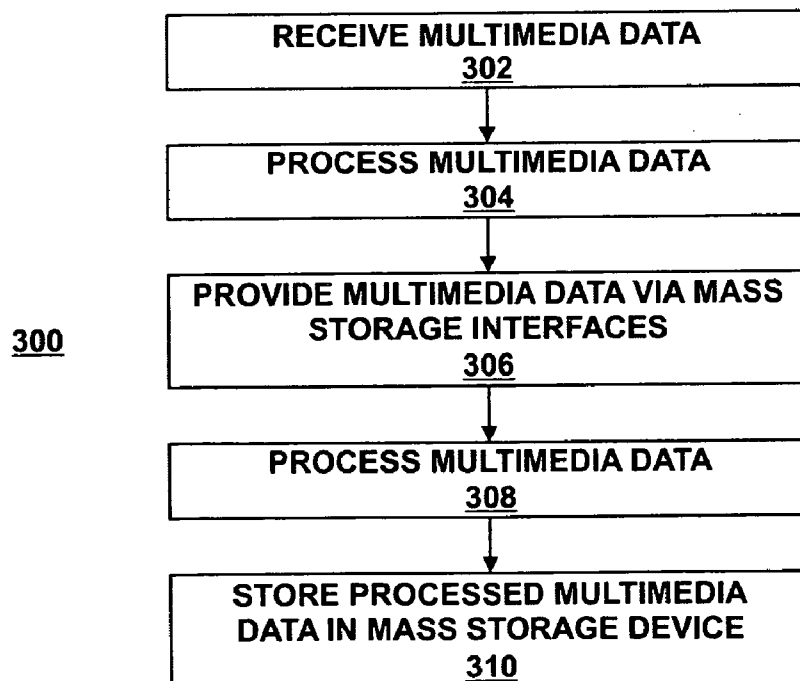 RECEIVE MULTIMEDIA DATA
302
PROCESS MULTIMEDIA DATA
304
PROVIDE MULTIMEDIA DATA VIA MASS
STORAGE INTERFACES
306
300
PROCESS MULTIMEDIA DATA
308
STORE PROCESSED MULTIMEDIA
DATA IN MASS STORAGE DEVICE
310